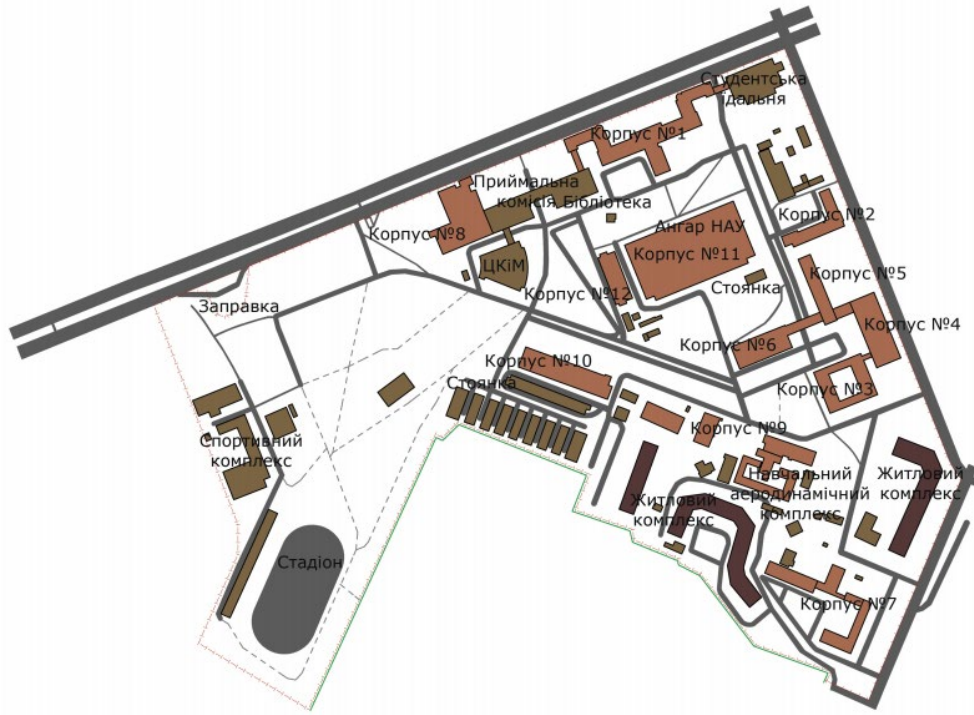 Студентська
їдальня
Корпус №1
Приймальна
комісія, Бібліотека
Корпус №2
Корпус №8
Ангар НАУ
Корпус №11
ЦКіМ
Корпус №12
Стоянка
Корпус №5
Заправка
Корпус №4
Корпус №6
Корпус №10
Стоянка
Корпус №3
Корпус №9
Спортивний
комплекс
Навчальний
аеродинамічний
комплекс
Житловий
комплекс
Житловий
комплекс
Стадіон
Корпус №7